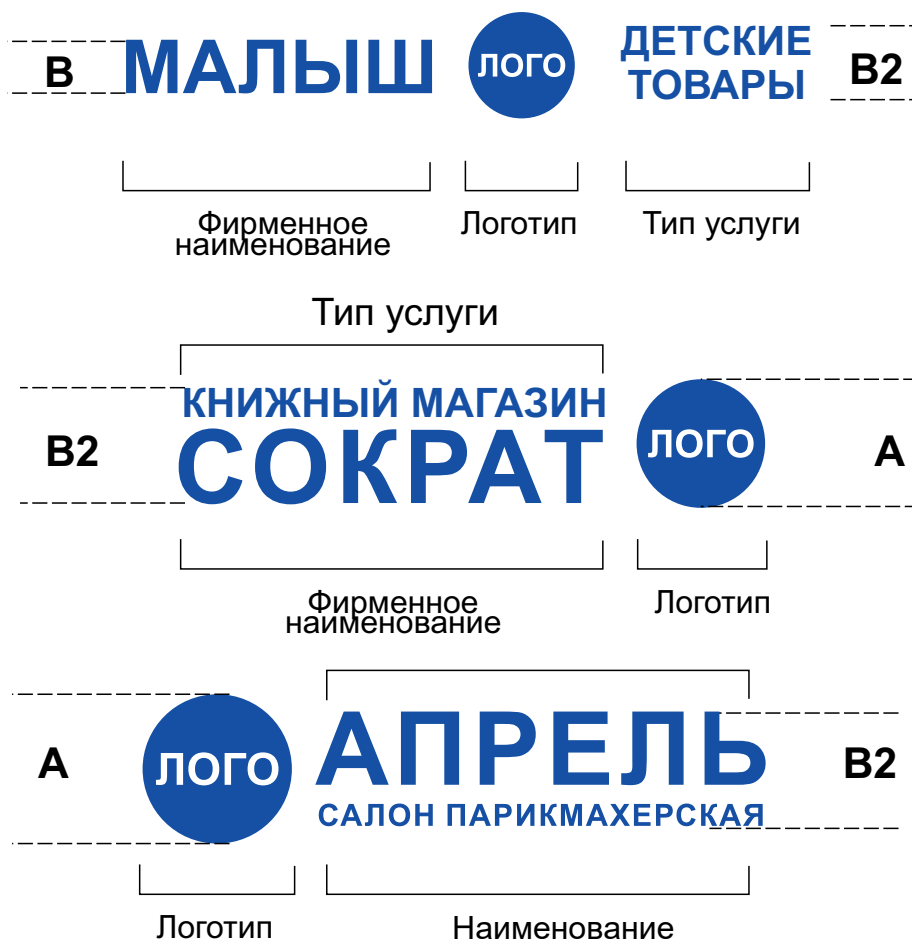 В МАЛЫШ ЛОГО ДЕТСКИЕ ТОВАРЫ В2
Фирменное наименование Логотип Тип услуги
Тип услуги
КНИЖНЫЙ МАГАЗИН
В2 СОКРАТ ЛОГО А
Фирменное наименование Логотип
А ЛОГО АПРЕЛЬ В2
САЛОН ПАРИКМАХЕРСКАЯ
Логотип Наименование